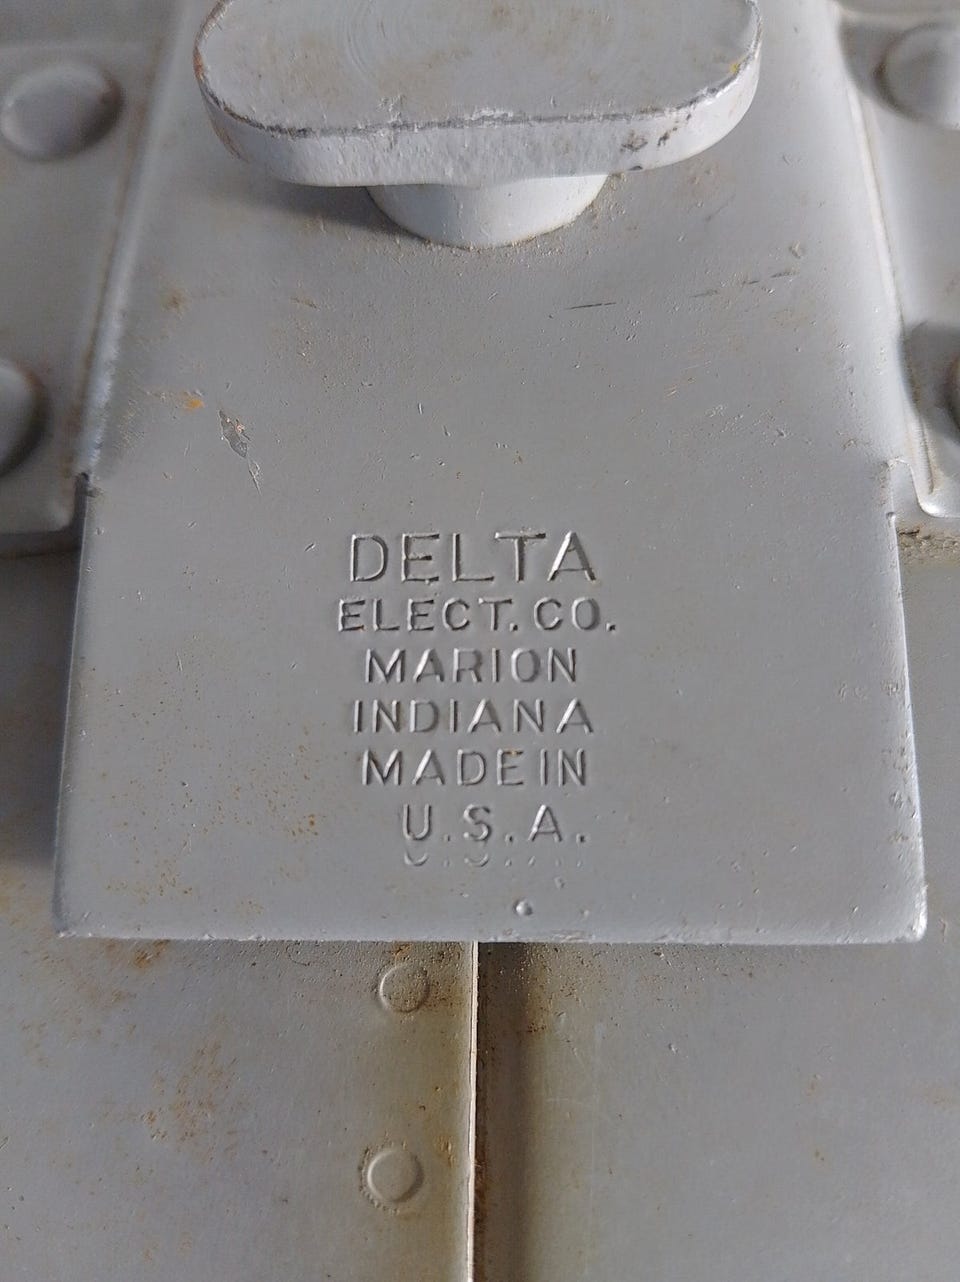 DELTA
ELECT. CO.
MARION
INDIANA
MADE IN
U.S.A.